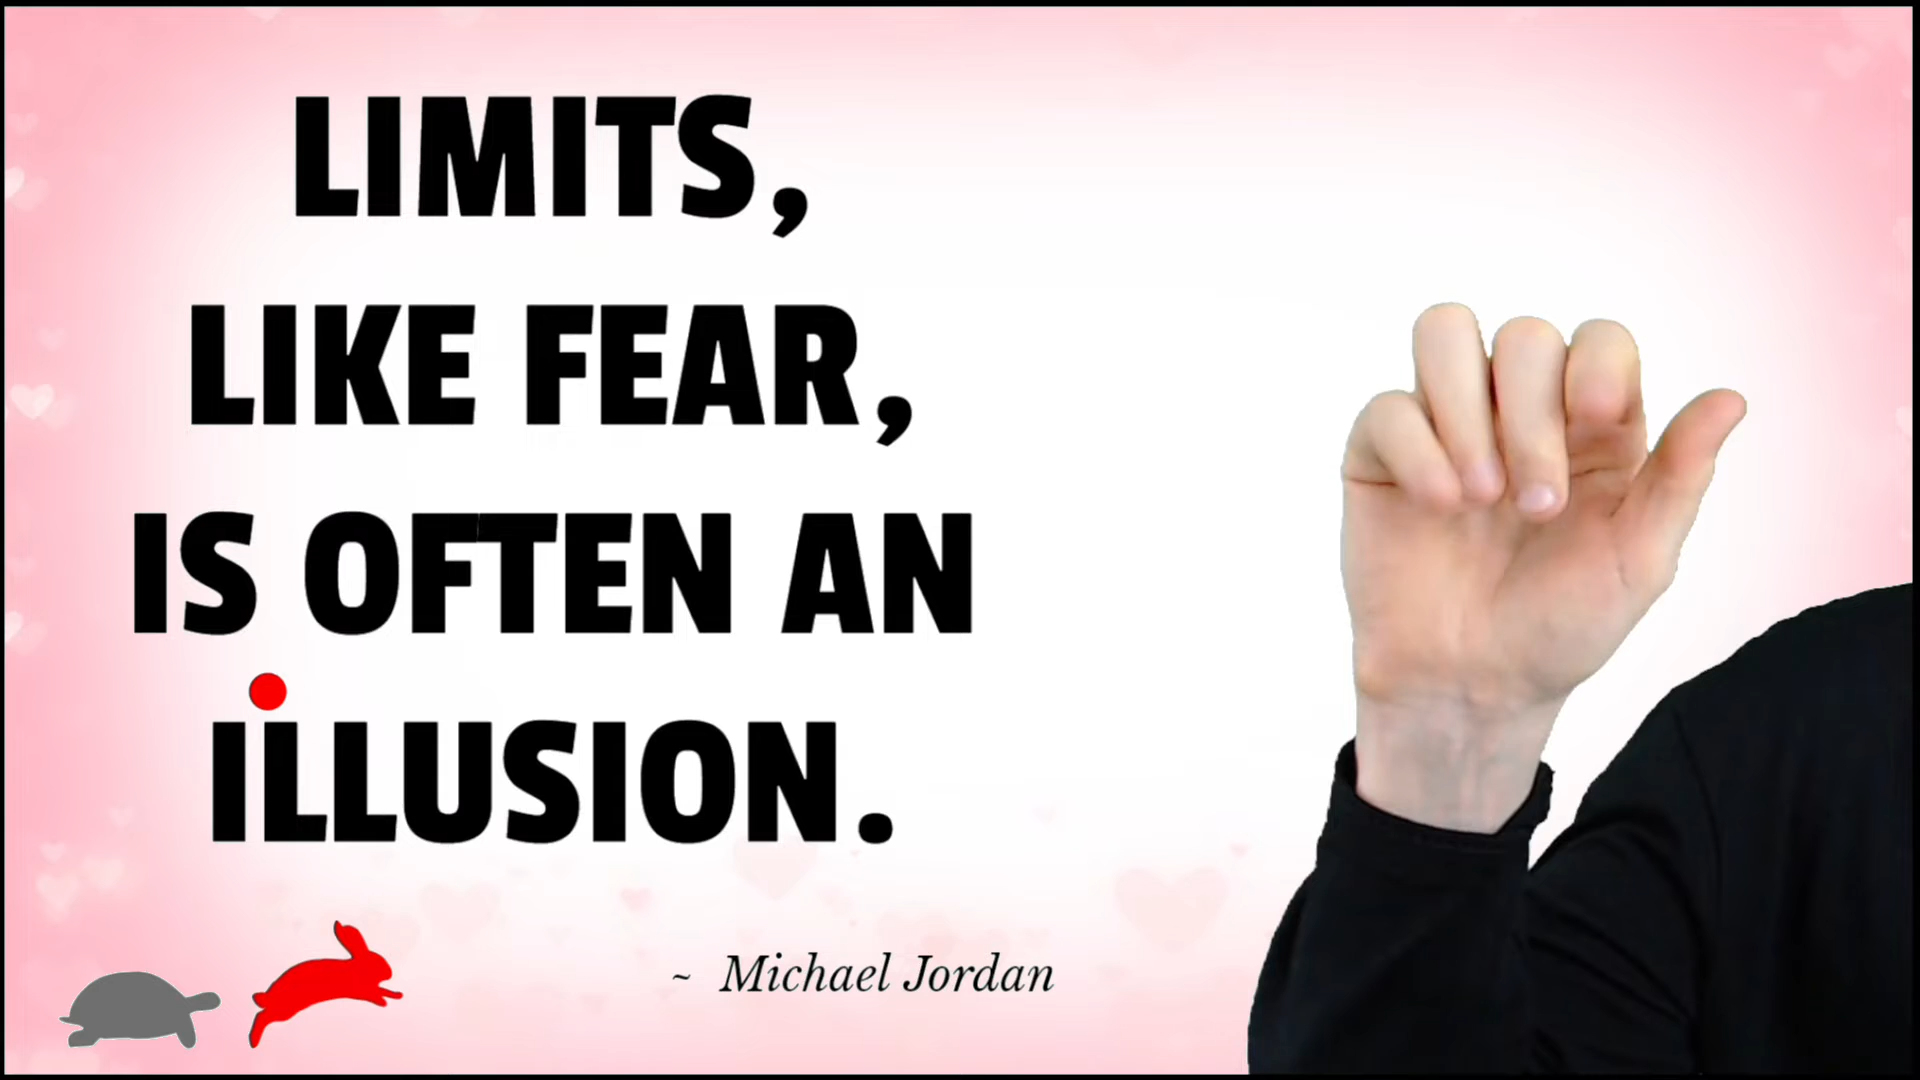 LIMITS,
LIKE FEAR,
IS OFTEN AN
ILLUSION.
~ Michael Jordan